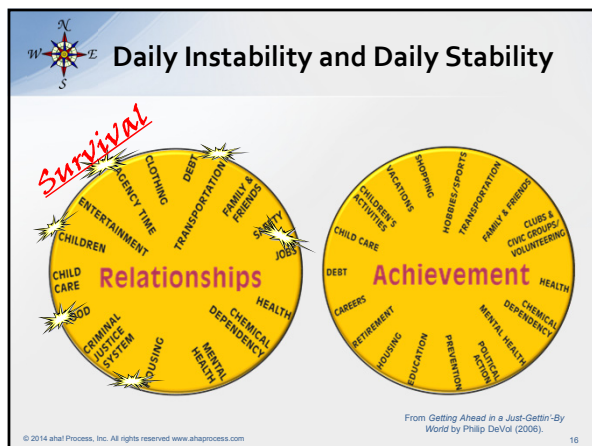 N
W E
S
Daily Instability and Daily Stability
Survival
AGENCY TIME
CLOTHING
DEBT
TRANSPORTATION
FAMILY &
FRIENDS
SAFETY
JOBS
ENTERTAINMENT
CHILDREN
CHILD
CARE
Relationships
HEALTH
CHEMICAL
DEPENDENCY
MENTAL
HEALTH
CRIMINAL
JUSTICE
SYSTEM
CHILDREN'S
ACTIVITIES
VACATIONS
SHOPPING
HOBBIES/SPORTS
TRANSPORTATION
FAMILY & FRIENDS
CLUBS &
CIVIC GROUPS/
VOLUNTEERING
CHILD CARE
DEBT
Achievement
HEALTH
CAREERS
RETIREMENT
HOUSING
EDUCATION
PREVENTION
POLITICAL
ACTION
MENTAL HEALTH
CHEMICAL
DEPENDENCY
From Getting Ahead in a Just-Gettin'-By
World by Philip DeVol (2006).
© 2014 aha! Process, Inc. All rights reserved www.ahaprocess.com
16